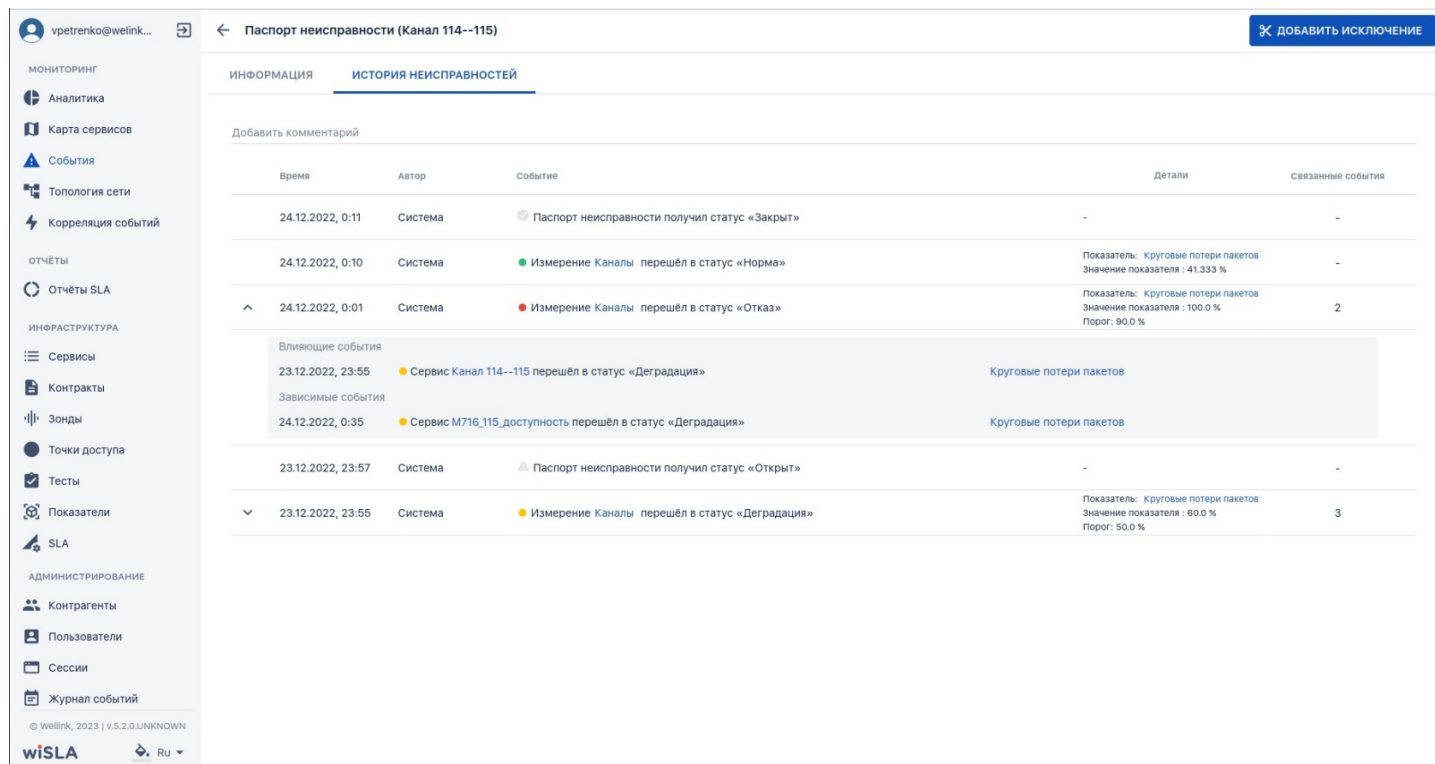 vpetrenko@welink...
Паспорт неисправности (Канал 114--115)
ДОБАВИТЬ ИСКЛЮЧЕНИЕ
МОНИТОРИНГ
Аналитика
Карта сервисов
События
Топология сети
Корреляция событий
ОТЧЁТЫ
Отчёты SLA
ИНФРАСТРУКТУРА
Сервисы
Контракты
Зонды
Точки доступа
Тесты
Показатели
SLA
АДМИНИСТРИРОВАНИЕ
Контрагенты
Пользователи
Сессии
Журнал событий
© Wellink, 2023 | v.5.2.0.UNKNOWN
wiSLA Ru
ИНФОРМАЦИЯ ИСТОРИЯ НЕИСПРАВНОСТЕЙ
Добавить комментарий
Время Автор Событие Детали Связанные события
24.12.2022, 0:11 Система Паспорт неисправности получил статус «Закрыт» - -
24.12.2022, 0:10 Система Измерение Каналы перешёл в статус «Норма» -
Показатель: Круговые потери пакетов
Значение показателя : 41.333 %
24.12.2022, 0:01 Система Измерение Каналы перешёл в статус «Отказ» 2
Показатель: Круговые потери пакетов
Значение показателя : 100.0 %
Порог: 90.0 %
Влияющие события
23.12.2022, 23:55 Сервис Канал 114--115 перешёл в статус «Деградация» Круговые потери пакетов
Зависимые события
24.12.2022, 0:35 Сервис M716_115_доступность перешёл в статус «Деградация» Круговые потери пакетов
23.12.2022, 23:57 Система Паспорт неисправности получил статус «Открыт» - -
23.12.2022, 23:55 Система Измерение Каналы перешёл в статус «Деградация» 3
Показатель: Круговые потери пакетов
Значение показателя : 60.0 %
Порог: 50.0 %